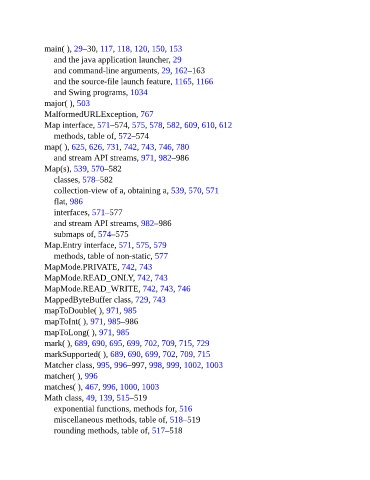 main( ), 29–30, 117, 118, 120, 150, 153
and the java application launcher, 29
and command-line arguments, 29, 162–163
and the source-file launch feature, 1165, 1166
and Swing programs, 1034
major( ), 503
MalformedURLException, 767
Map interface, 571–574, 575, 578, 582, 609, 610, 612
methods, table of, 572–574
map( ), 625, 626, 731, 742, 743, 746, 780
and stream API streams, 971, 982–986
Map(s), 539, 570–582
classes, 578–582
collection-view of a, obtaining a, 539, 570, 571
flat, 986
interfaces, 571–577
and stream API streams, 982–986
submaps of, 574–575
Map.Entry interface, 571, 575, 579
methods, table of non-static, 577
MapMode.PRIVATE, 742, 743
MapMode.READ_ONLY, 742, 743
MapMode.READ_WRITE, 742, 743, 746
MappedByteBuffer class, 729, 743
mapToDouble( ), 971, 985
mapToInt( ), 971, 985–986
mapToLong( ), 971, 985
mark( ), 689, 690, 695, 699, 702, 709, 715, 729
markSupported( ), 689, 690, 699, 702, 709, 715
Matcher class, 995, 996–997, 998, 999, 1002, 1003
matcher( ), 996
matches( ), 467, 996, 1000, 1003
Math class, 49, 139, 515–519
exponential functions, methods for, 516
miscellaneous methods, table of, 518–519
rounding methods, table of, 517–518